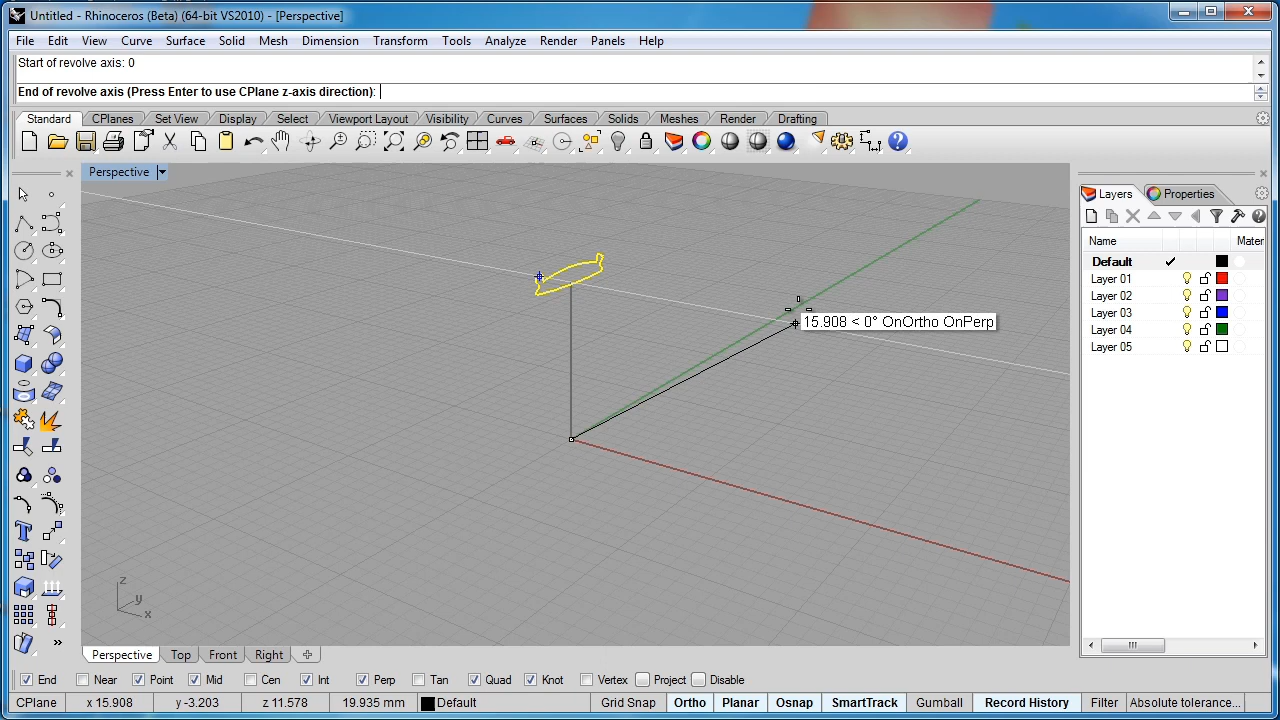 Untitled - Rhinoceros (Beta) (64-bit VS2010) - [Perspective]
File Edit View Curve Surface Solid Mesh Dimension Transform Tools Analyze Render Panels Help
Start of revolve axis: 0
End of revolve axis (Press Enter to use CPlane z-axis direction):
Standard CPlanes Set View Display Select Viewport Layout Visibility Curves Surfaces Solids Meshes Render Drafting
Perspective
Layers Properties
Name Mater
Default
Layer 01
Layer 02
Layer 03
Layer 04
Layer 05
15.908 < 0° OnOrtho OnPerp
z
y
x
Perspective Top Front Right
End Near Point Mid Cen Int Perp Tan Quad Knot Vertex Project Disable
CPlane x 15.908 y -3.203 z 11.578 19.935 mm Default Grid Snap Ortho Planar Osnap SmartTrack Gumball Record History Filter Absolute tolerance...